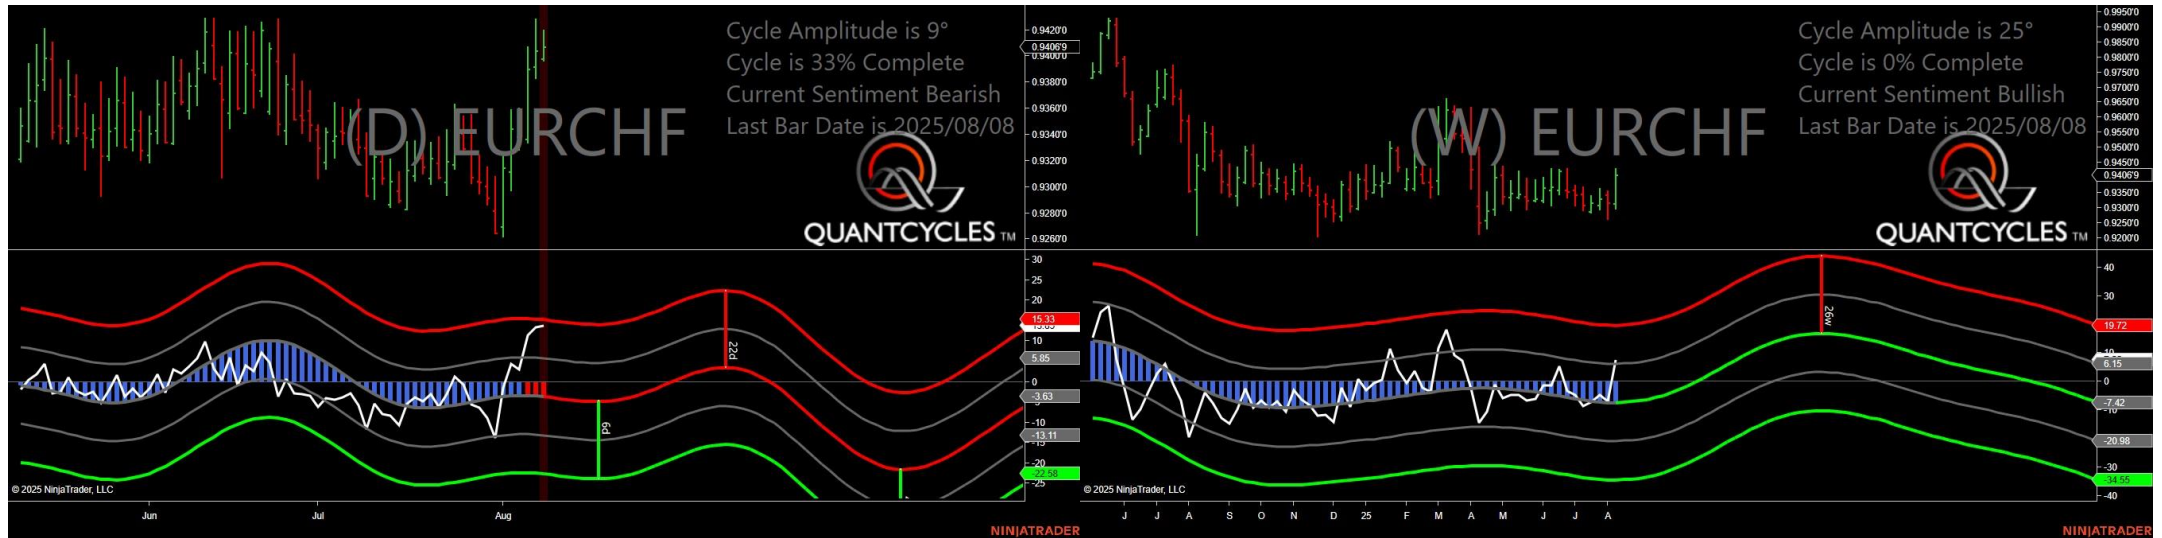 Cycle Amplitude is 9°
Cycle is 33% Complete
Current Sentiment Bearish
Last Bar Date is 2025/08/08
(D) EURCHF
QUANTCYCLES TM
0.9420'0
0.9406'9
0.9400'0
0.9380'0
0.9360'0
0.9340'0
0.9320'0
0.9300'0
0.9280'0
0.9260'0
30
25
20
15.33
10
5.85
0
-3.63
-10
-13.11
-15
-20
-22.58
-25
22d
6d
© 2025 NinjaTrader, LLC
Jun
Jul
Aug
NINJATRADER
Cycle Amplitude is 25°
Cycle is 0% Complete
Current Sentiment Bullish
Last Bar Date is 2025/08/08
(W) EURCHF
QUANTCYCLES TM
0.9950'0
0.9900'0
0.9850'0
0.9800'0
0.9750'0
0.9700'0
0.9650'0
0.9600'0
0.9550'0
0.9500'0
0.9450'0
0.9406'9
0.9350'0
0.9300'0
0.9250'0
0.9200'0
40
30
19.72
10
6.15
0
-7.42
-10
-20.98
-30
-34.55
-40
26w
© 2025 NinjaTrader, LLC
J J A S O N D 25 F M A M J J A
NINJATRADER